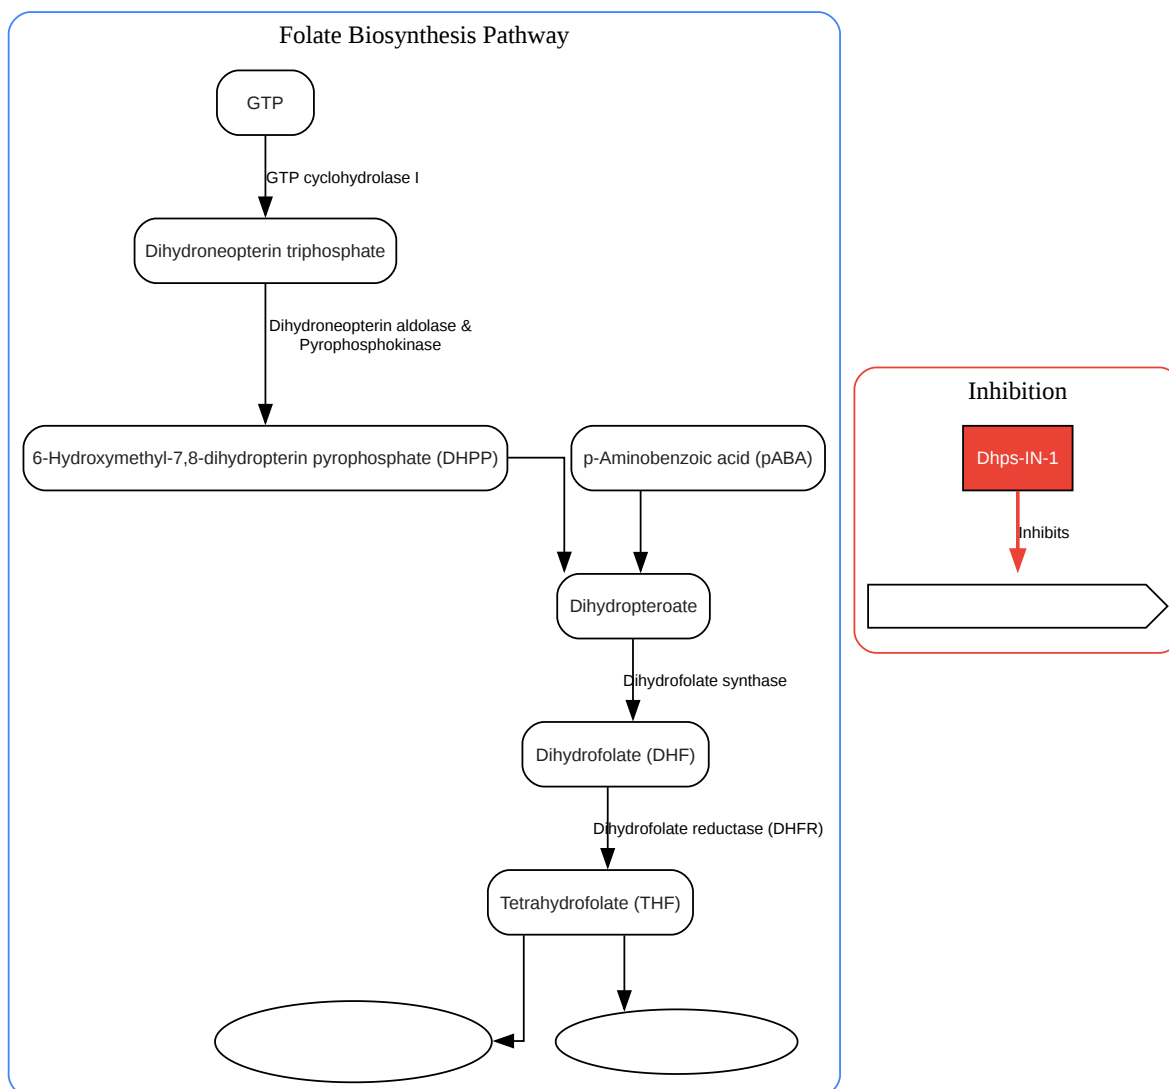 Folate Biosynthesis Pathway
GTP
GTP cyclohydrolase I
Dihydroneopterin triphosphate
Dihydroneopterin aldolase &
Pyrophosphokinase
6-Hydroxymethyl-7,8-dihydropterin pyrophosphate (DHPP)
p-Aminobenzoic acid (pABA)
Dihydropteroate
Dihydrofolate synthase
Dihydrofolate (DHF)
Dihydrofolate reductase (DHFR)
Tetrahydrofolate (THF)
Inhibition
Dhps-IN-1
Inhibits